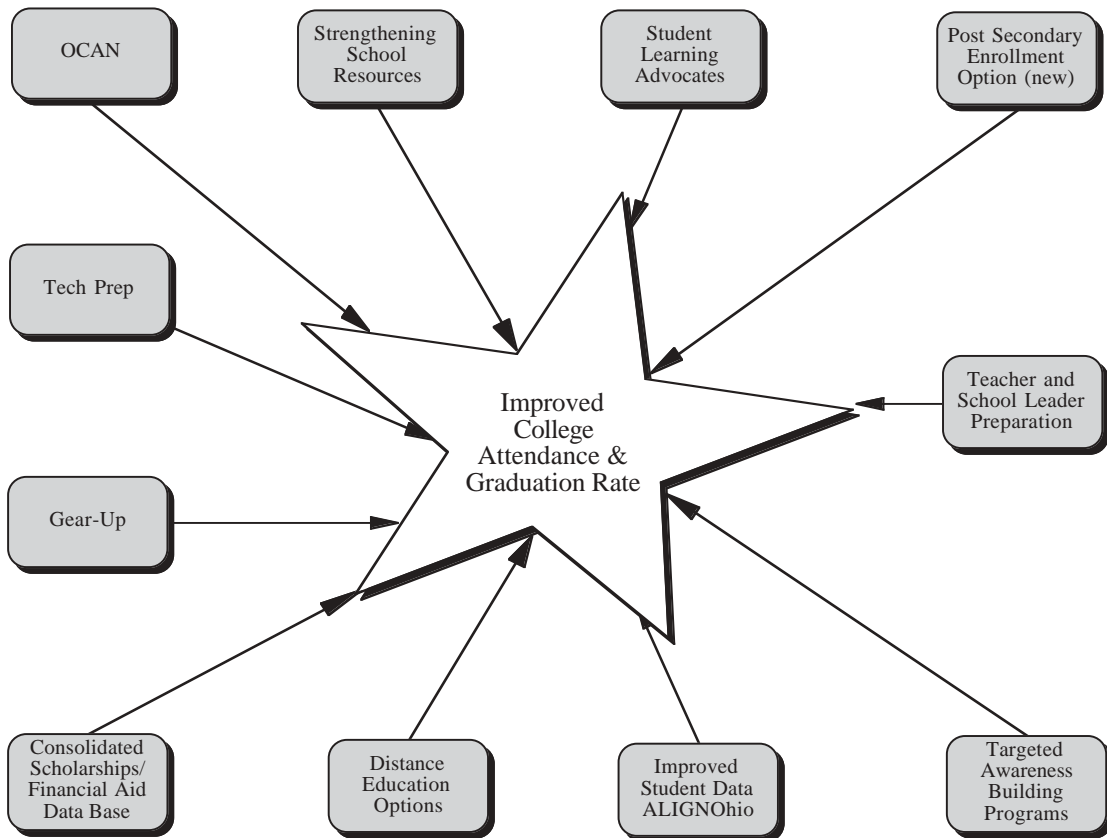 OCAN
Strengthening
School
Resources
Student
Learning
Advocates
Post Secondary
Enrollment
Option (new)
Tech Prep
Improved
College
Attendance &
Graduation Rate
Teacher and
School Leader
Preparation
Gear-Up
Consolidated
Scholarships/
Financial Aid
Data Base
Distance
Education
Options
Improved
Student Data
ALIGNOhio
Targeted
Awareness
Building
Programs